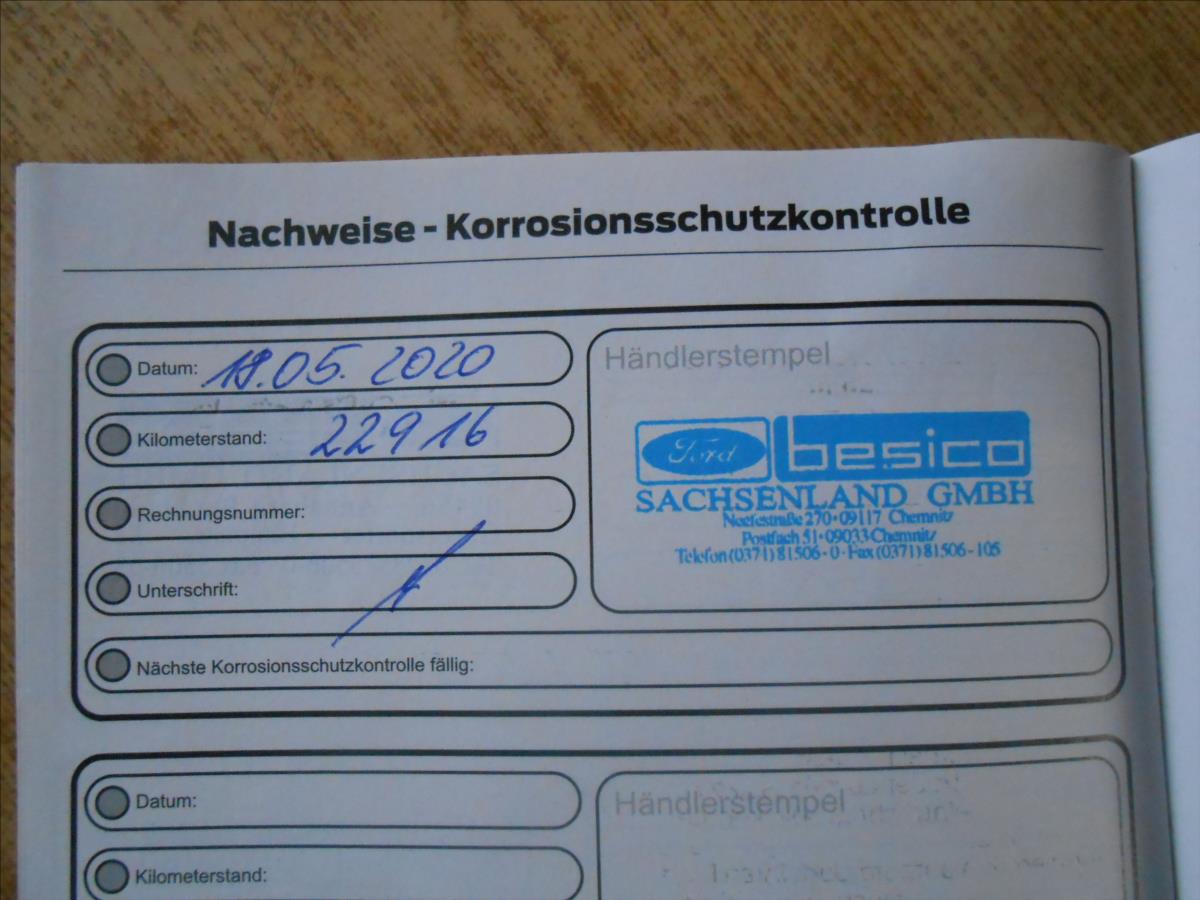 Nachweise - Korrosionsschutzkontrolle
Datum: 18.05.2020
Kilometerstand: 22916
Rechnungsnummer:
Unterschrift:
Nächste Korrosionsschutzkontrolle fällig:
Händlerstempel
Ford besico
SACHSENLAND GMBH
Neefestraße 270·09117 Chemnitz
Postfach 51·09033 Chemnitz
Telefon (0371) 81506-0·Fax (0371) 81506-105
Datum:
Kilometerstand:
Händlerstempel